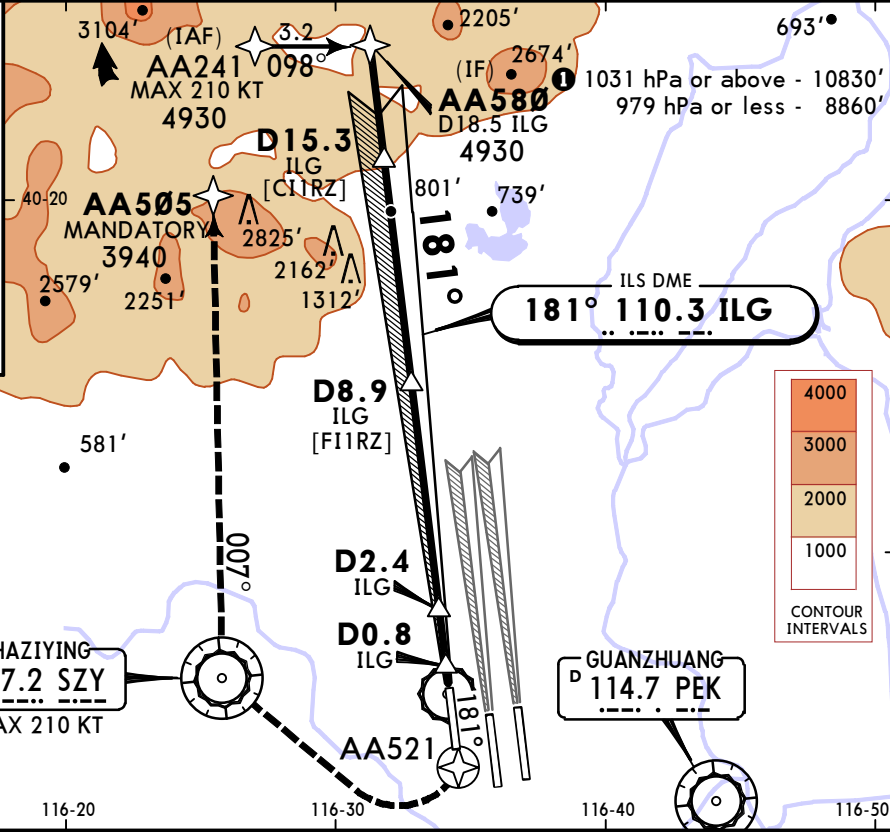 3104'
(IAF)
AA241
MAX 210 KT
4930
3.2
098°
2205'
693'
(IF)
2674'
AA58Ø
D18.5 ILG
4930
1 1031 hPa or above - 10830'
979 hPa or less - 8860'
D15.3
ILG
[CI1RZ]
40-20
AA5Ø5
MANDATORY
3940
801'
739'
181°
2825'
2162'
1312'
2579'
2251'
ILS DME
181° 110.3 ILG
D8.9
ILG
[FI1RZ]
4000
3000
2000
1000
CONTOUR
INTERVALS
581'
007°
D2.4
ILG
D0.8
ILG
HAZIYING
7.2 SZY
AX 210 KT
GUANZHUANG
D 114.7 PEK
181°
AA521
116-20
116-30
116-40
116-50